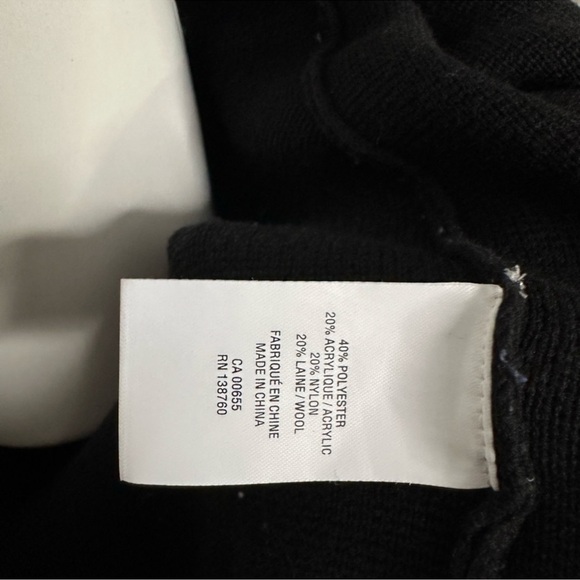 40% POLYESTER
20% ACRYLIQUE / ACRYLIC
20% NYLON
20% LAINE / WOOL
FABRIQUÉ EN CHINE
MADE IN CHINA
CA 00655
RN 138760